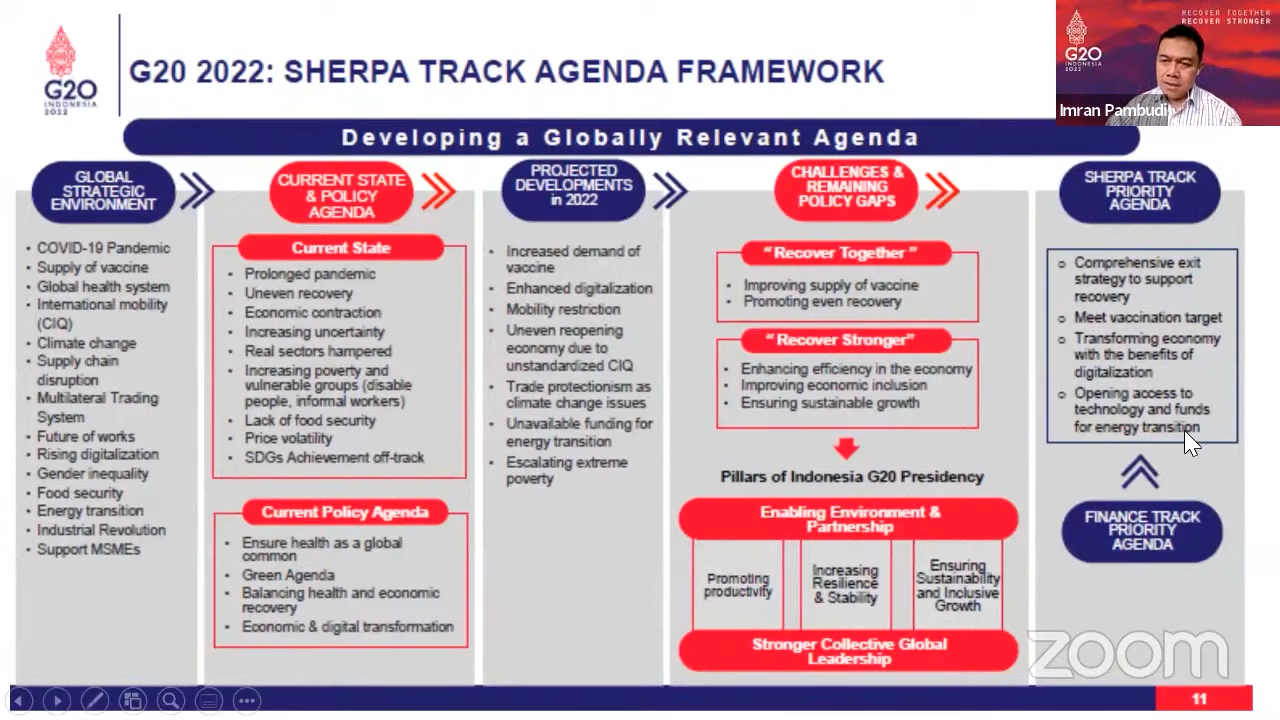 G20
INDONESIA
2022
G20 2022: SHERPA TRACK AGENDA FRAMEWORK
RECOVER TOGETHER
RECOVER STRONGER
G20
INDONESIA
2022
Imran Pambudi
Developing a Globally Relevant Agenda
GLOBAL
STRATEGIC
ENVIRONMENT
• COVID-19 Pandemic
• Supply of vaccine
• Global health system
• International mobility
(CIQ)
• Climate change
• Supply chain
disruption
• Multilateral Trading
System
• Future of works
• Rising digitalization
• Gender inequality
• Food security
• Energy transition
• Industrial Revolution
• Support MSMEs
CURRENT STATE
& POLICY
AGENDA
Current State
• Prolonged pandemic
• Uneven recovery
• Economic contraction
• Increasing uncertainty
• Real sectors hampered
• Increasing poverty and
vulnerable groups (disable
people, informal workers)
• Lack of food security
• Price volatility
• SDGs Achievement off-track
Current Policy Agenda
• Ensure health as a global
common
• Green Agenda
• Balancing health and economic
recovery
• Economic & digital transformation
PROJECTED
DEVELOPMENTS
in 2022
• Increased demand of
vaccine
• Enhanced digitalization
• Mobility restriction
• Uneven reopening
economy due to
unstandardized CIQ
• Trade protectionism as
climate change issues
• Unavailable funding for
energy transition
• Escalating extreme
poverty
CHALLENGES &
REMAINING
POLICY GAPS
“Recover Together”
• Improving supply of vaccine
• Promoting even recovery
“Recover Stronger”
• Enhancing efficiency in the economy
• Improving economic inclusion
• Ensuring sustainable growth
Pillars of Indonesia G20 Presidency
Enabling Environment &
Partnership
Promoting
productivity
Increasing
Resilience
& Stability
Ensuring
Sustainability
and Inclusive
Growth
Stronger Collective Global
Leadership
SHERPA TRACK
PRIORITY
AGENDA
o Comprehensive exit
strategy to support
recovery
o Meet vaccination target
o Transforming economy
with the benefits of
digitalization
o Opening access to
technology and funds
for energy transition
FINANCE TRACK
PRIORITY
AGENDA
zoom
11